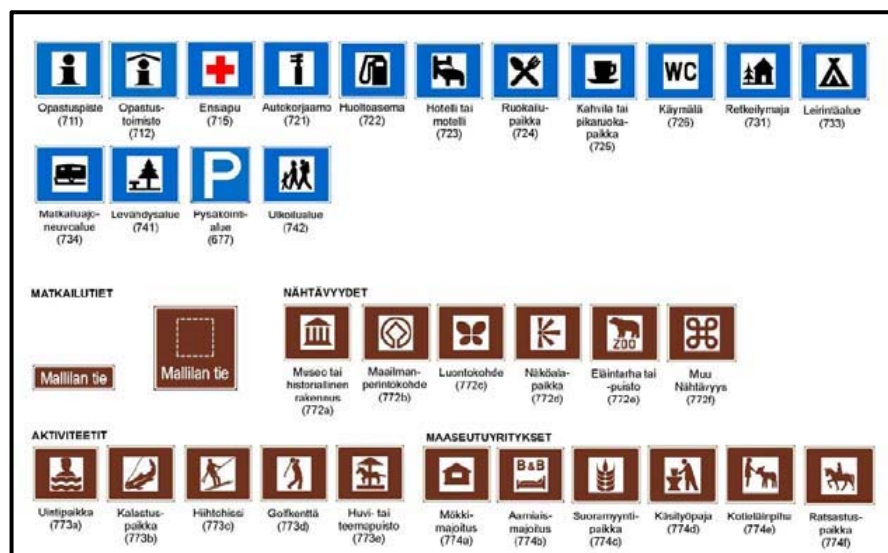 Opastuspiste
(711)
Opastus-
toimisto
(712)
Ensiapu
(715)
Autokorjaamo
(721)
Huoltoasema
(722)
Hotelli tai
motelli
(723)
Ruokailu-
paikka
(724)
Kahvila tai
pikaruoka-
paikka
(725)
WC
Käymälä
(726)
Retkeilymaja
(731)
Leirintäalue
(733)
Matkailuajo-
neuvoalue
(734)
Levähdysalue
(741)
P
Pysäköinti-
alue
(677)
Ulkoilualue
(742)
MATKAILUTIET
Mallilan tie
Mallilan tie
NÄHTÄVYYDET
Museo tai
historiallinen
rakennus
(772a)
Maailman-
perintökohde
(772b)
Luontokohde
(772c)
Näköala-
paikka
(772d)
ZOO
Eläintarha tai
-puisto
(772e)
Muu
Nähtävyys
(772f)
AKTIVITEETIT
Uintipaikka
(773a)
Kalastus-
paikka
(773b)
Hiihtohissi
(773c)
Golfkenttä
(773d)
Huvi- tai
teemapuisto
(773e)
MAASEUTUYRITYKSET
Mökki-
majoitus
(774a)
B&B
Aamiais-
majoitus
(774b)
Suoramyynti-
paikka
(774c)
Käsityöpaja
(774d)
Kotieläinpiha
(774e)
Ratsastus-
paikka
(774f)